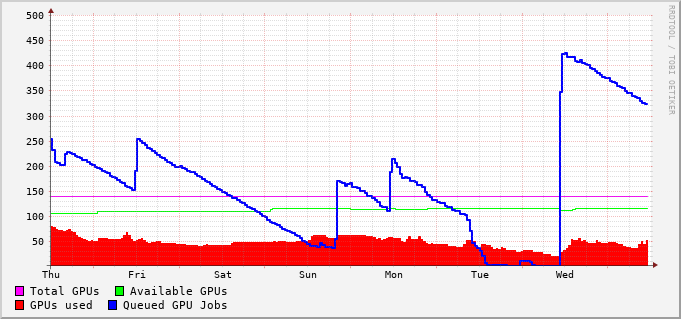 500
450
400
350
300
250
200
150
100
50
Thu Fri Sat Sun Mon Tue Wed
Total GPUs Available GPUs
GPUs used Queued GPU Jobs
RRDTOOL / TOBI OETIKER